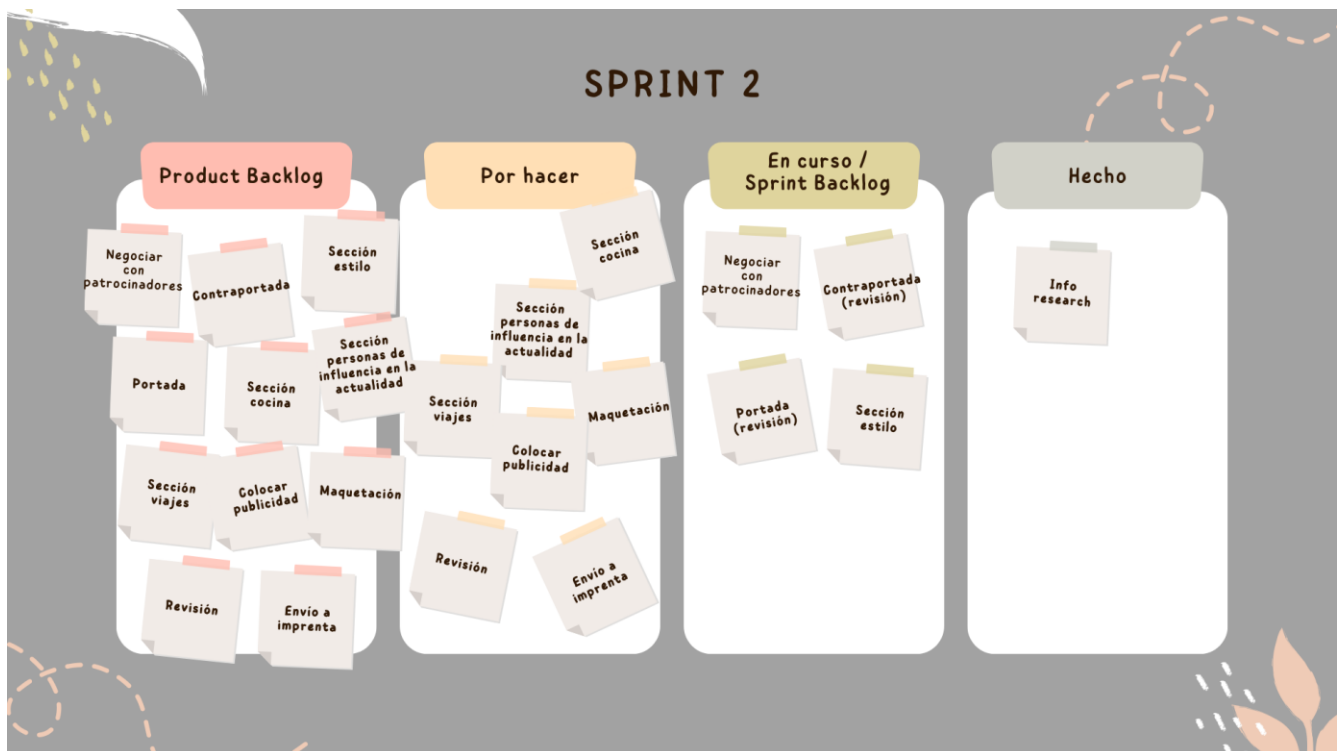 SPRINT 2
Product Backlog
Negociar
con
patrocinadores
Contraportada
Sección
estilo
Portada
Sección
cocina
Sección
personas de
influencia en la
actualidad
Sección
viajes
Colocar
publicidad
Maquetación
Revisión
Envío a
imprenta
Por hacer
Sección
cocina
Sección
personas de
influencia en la
actualidad
Sección
viajes
Colocar
publicidad
Maquetación
Revisión
Envío a
imprenta
En curso /
Sprint Backlog
Negociar
con
patrocinadores
Contraportada
(revisión)
Portada
(revisión)
Sección
estilo
Hecho
Info
research